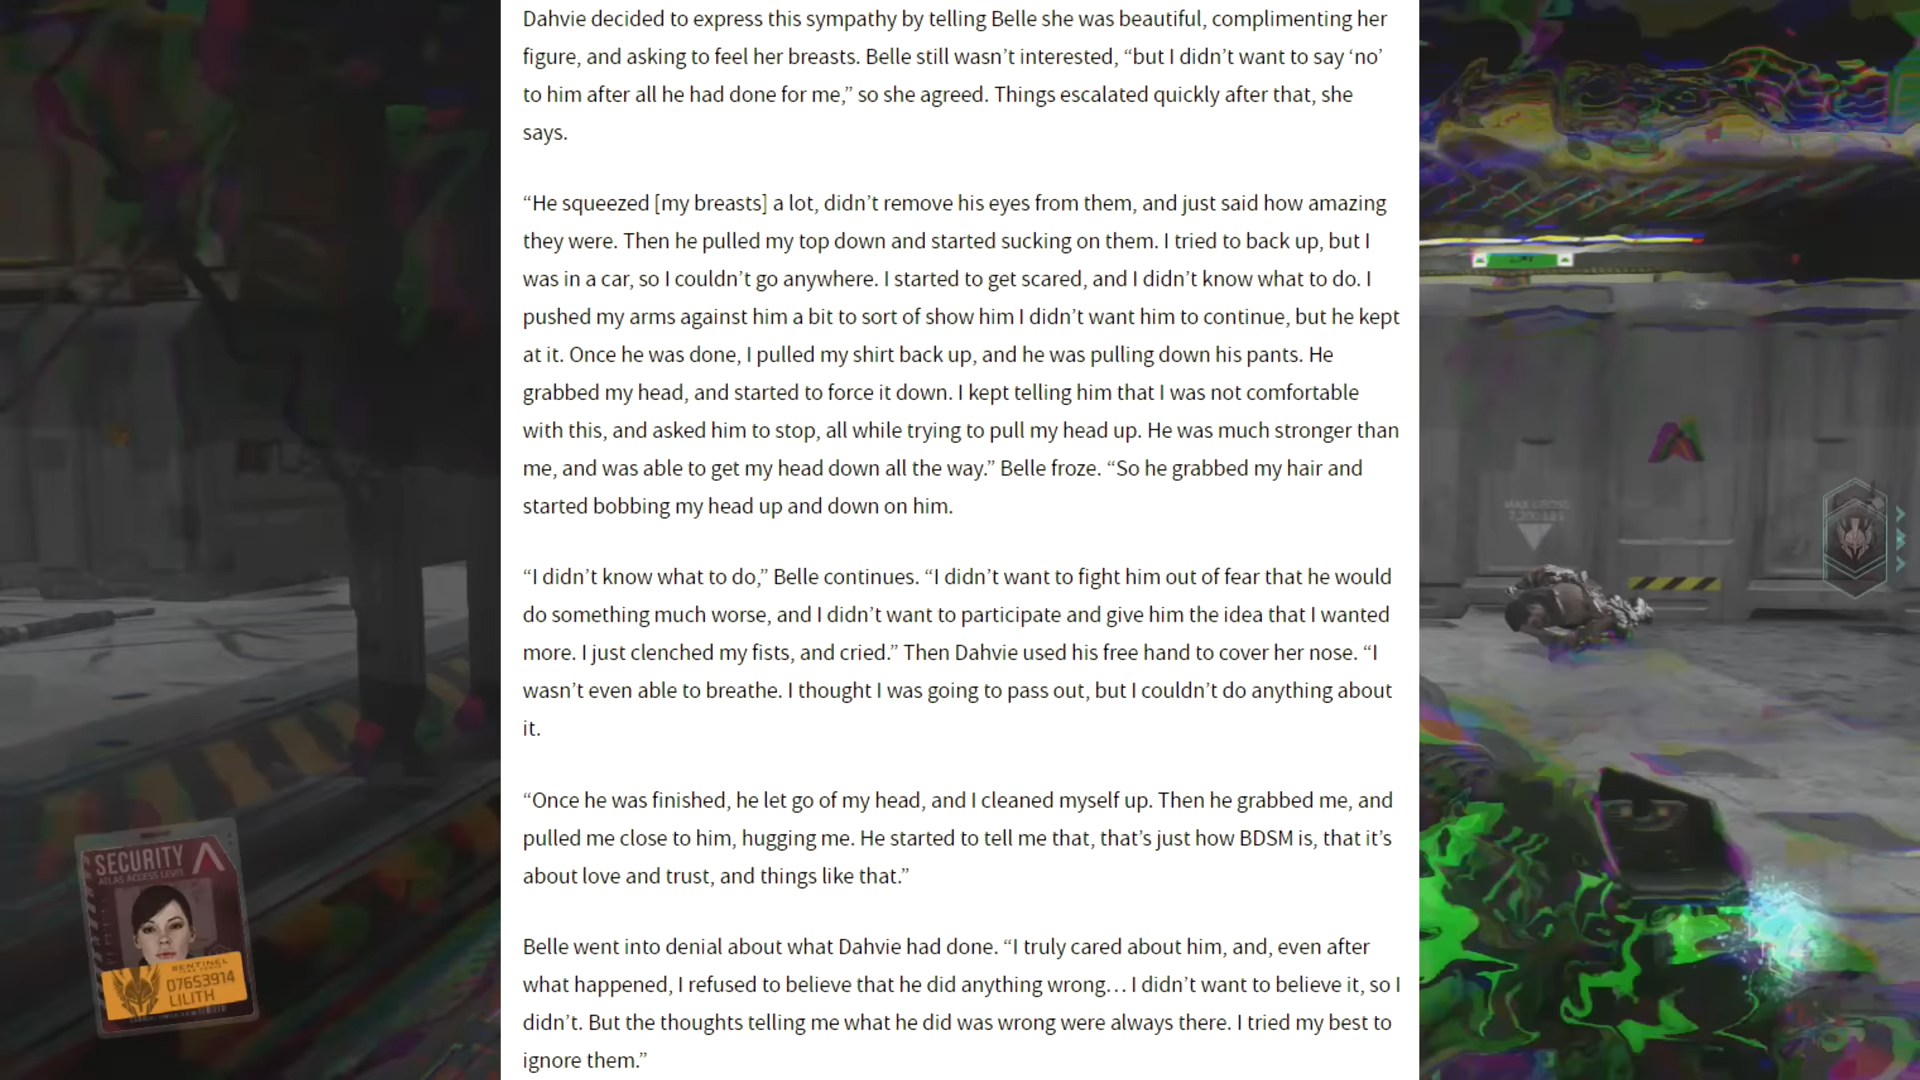 Dahvie decided to express this sympathy by telling Belle she was beautiful, complimenting her
figure, and asking to feel her breasts. Belle still wasn’t interested, “but I didn’t want to say ‘no’
to him after all he had done for me,” so she agreed. Things escalated quickly after that, she
says.
“He squeezed [my breasts] a lot, didn’t remove his eyes from them, and just said how amazing
they were. Then he pulled my top down and started sucking on them. I tried to back up, but I
was in a car, so I couldn’t go anywhere. I started to get scared, and I didn’t know what to do. I
pushed my arms against him a bit to sort of show him I didn’t want him to continue, but he kept
at it. Once he was done, I pulled my shirt back up, and he was pulling down his pants. He
grabbed my head, and started to force it down. I kept telling him that I was not comfortable
with this, and asked him to stop, all while trying to pull my head up. He was much stronger than
me, and was able to get my head down all the way.” Belle froze. “So he grabbed my hair and
started bobbing my head up and down on him.
“I didn’t know what to do,” Belle continues. “I didn’t want to fight him out of fear that he would
do something much worse, and I didn’t want to participate and give him the idea that I wanted
more. I just clenched my fists, and cried.” Then Dahvie used his free hand to cover her nose. “I
wasn’t even able to breathe. I thought I was going to pass out, but I couldn’t do anything about
it.
“Once he was finished, he let go of my head, and I cleaned myself up. Then he grabbed me, and
pulled me close to him, hugging me. He started to tell me that, that’s just how BDSM is, that it’s
about love and trust, and things like that.”
Belle went into denial about what Dahvie had done. “I truly cared about him, and, even after
what happened, I refused to believe that he did anything wrong… I didn’t want to believe it, so I
didn’t. But the thoughts telling me what he did was wrong were always there. I tried my best to
ignore them.”
SECURITY
ATLAS ACCESS LEVEL
SENTINEL
07653914
LILITH
MAX GROSS